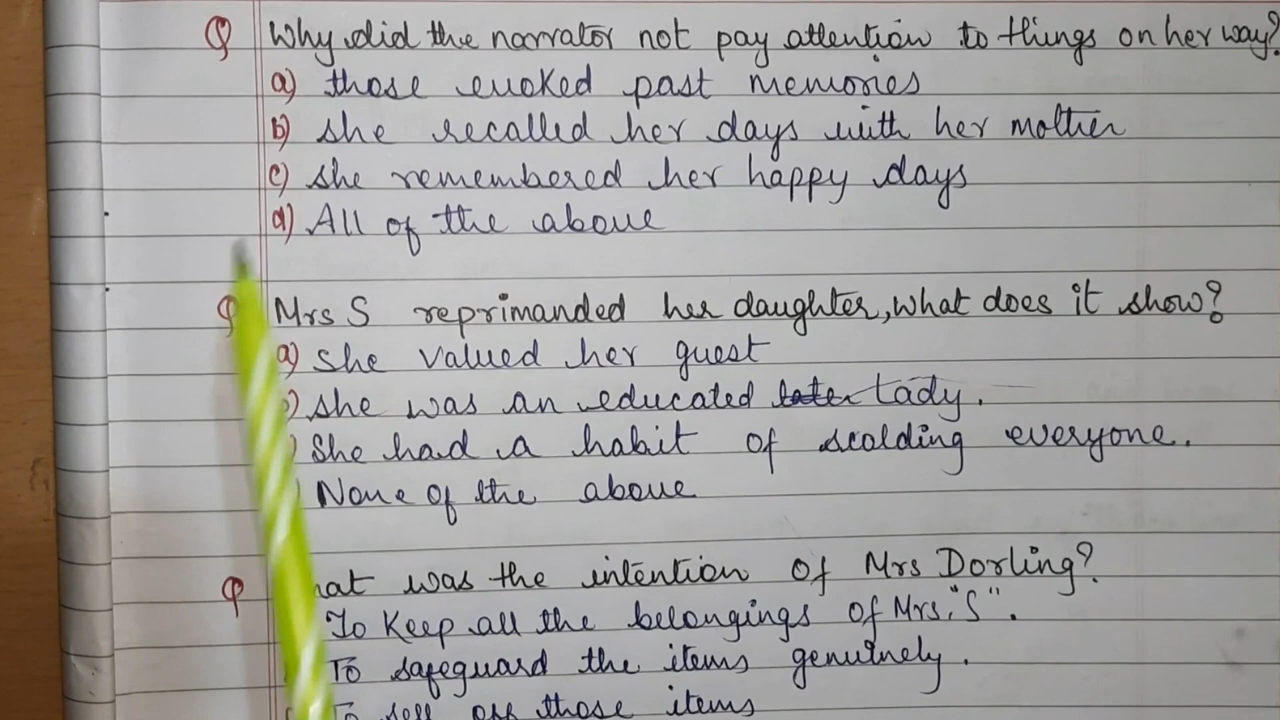 Q Why did the narrator not pay attention to things on her way?
a) those evoked past memories
b) she recalled her days with her mother
c) she remembered her happy days
d) All of the above
Q Mrs S reprimanded her daughter, what does it show?
a) she valued her guest
) she was an educated lady.
) She had a habit of scolding everyone.
) None of the above
Q hat was the intention of Mrs Dorling?
To Keep all the belongings of Mrs. "S".
To safeguard the items genuinely.
To sell off those items